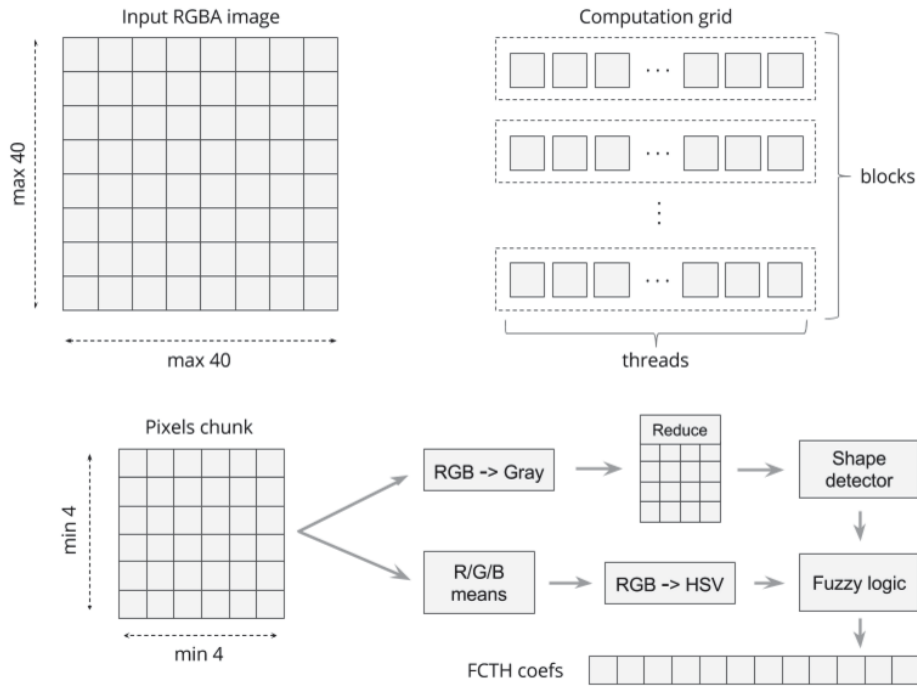 Input RGBA image
Computation grid
max 40
max 40
blocks
threads
Pixels chunk
min 4
min 4
RGB -> Gray
Reduce
Shape
detector
R/G/B
means
RGB -> HSV
Fuzzy logic
FCTH coefs